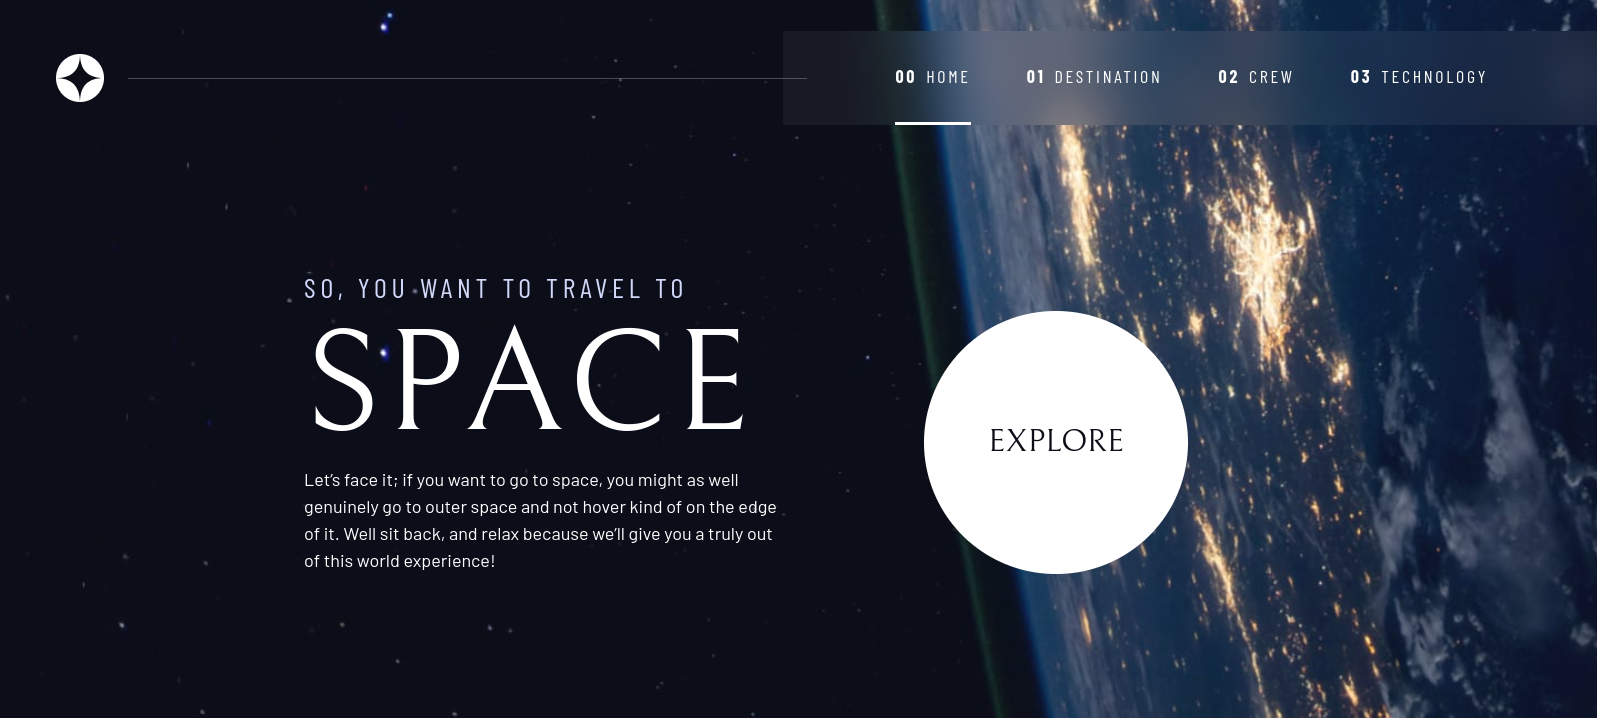 00 HOME 01 DESTINATION 02 CREW 03 TECHNOLOGY
SO, YOU WANT TO TRAVEL TO
SPACE
Let’s face it; if you want to go to space, you might as well
genuinely go to outer space and not hover kind of on the edge
of it. Well sit back, and relax because we’ll give you a truly out
of this world experience!
EXPLORE